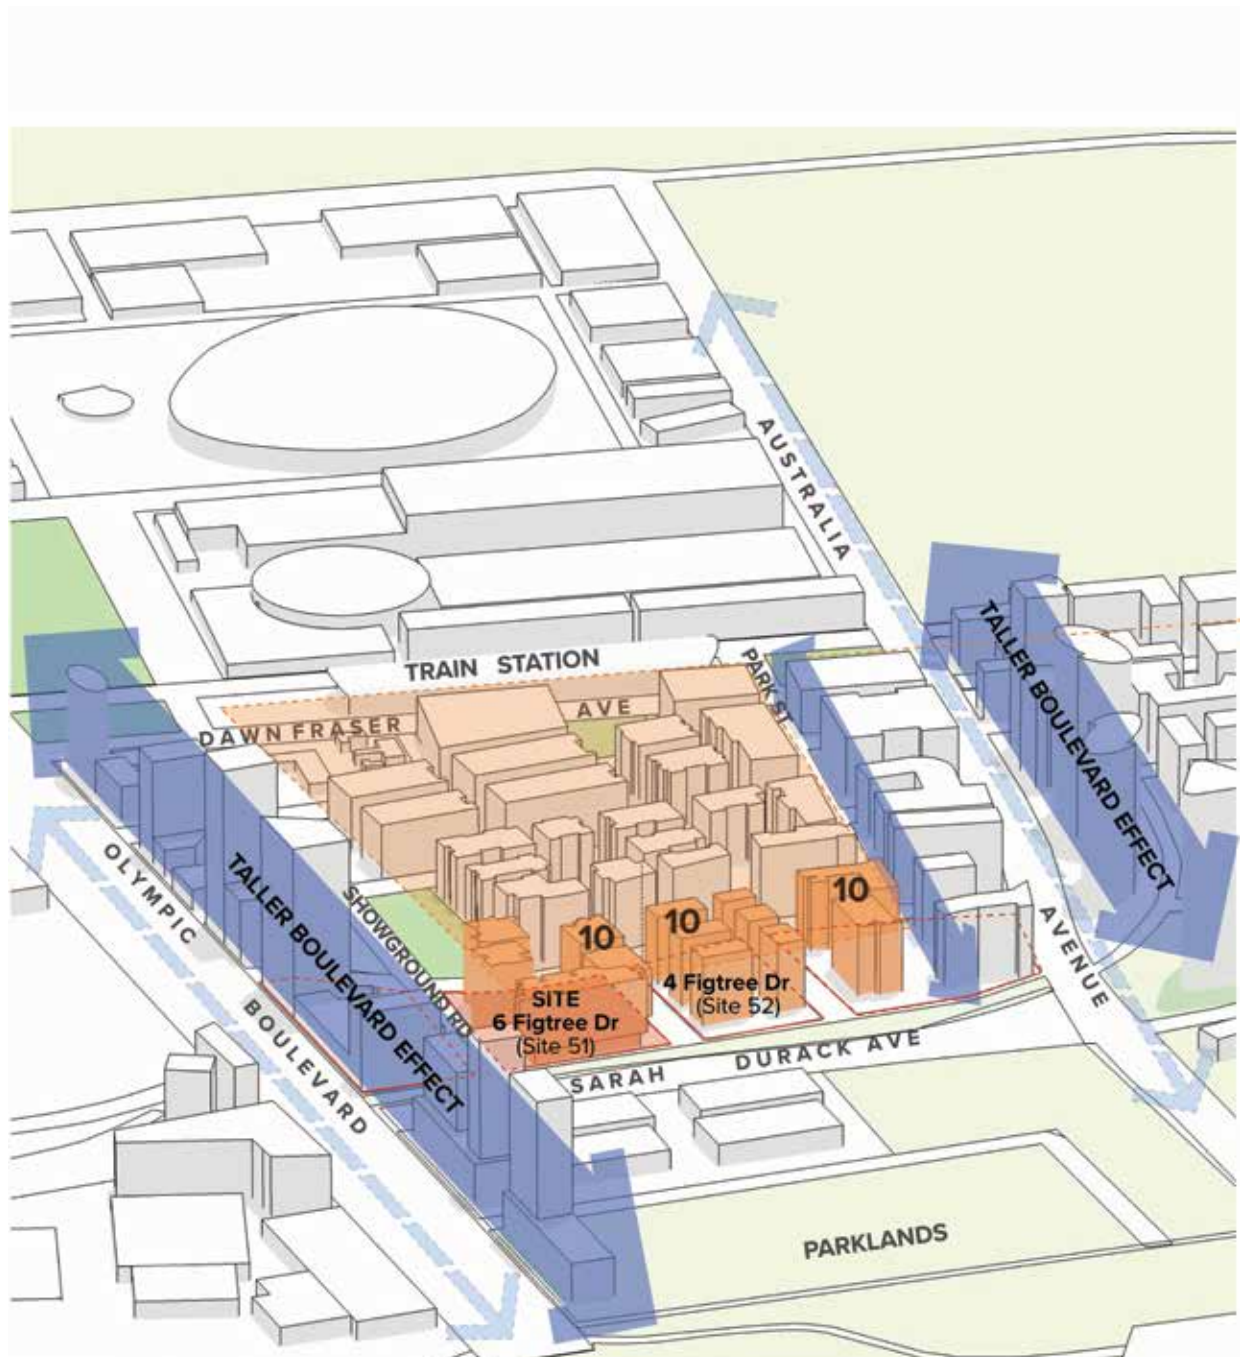 AUSTRALIA
TRAIN STATION
PARK ST
TALLER BOULEVARD EFFECT
DAWN FRASER AVE
OLYMPIC
TALLER BOULEVARD EFFECT
SHOWGROUND RD
10
10
10
AVENUE
SITE
6 Figtree Dr
(Site 51)
4 Figtree Dr
(Site 52)
BOULEVARD
SARAH DURACK AVE
PARKLANDS